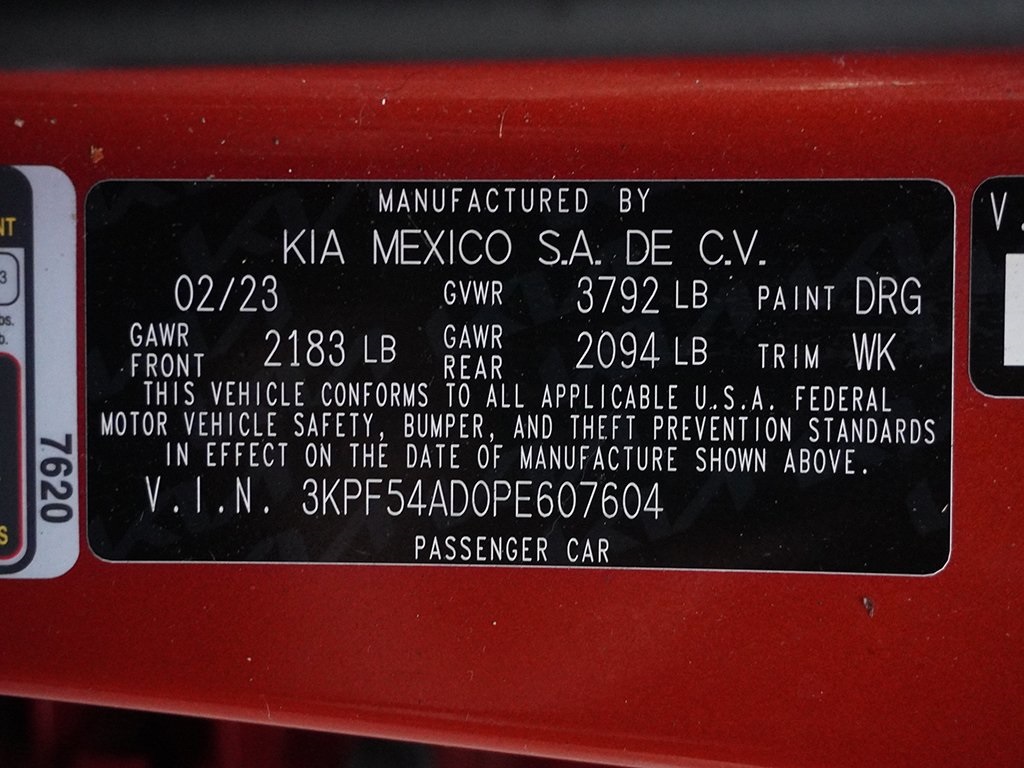 MANUFACTURED BY
KIA MEXICO S.A. DE C.V.
02/23 GVWR 3792 LB PAINT DRG
GAWR FRONT 2183 LB GAWR REAR 2094 LB TRIM WK
THIS VEHICLE CONFORMS TO ALL APPLICABLE U.S.A. FEDERAL
MOTOR VEHICLE SAFETY, BUMPER, AND THEFT PREVENTION STANDARDS
IN EFFECT ON THE DATE OF MANUFACTURE SHOWN ABOVE.
V.I.N. 3KPF54AD0PE607604
PASSENGER CAR
7620
NT
3
S
V.